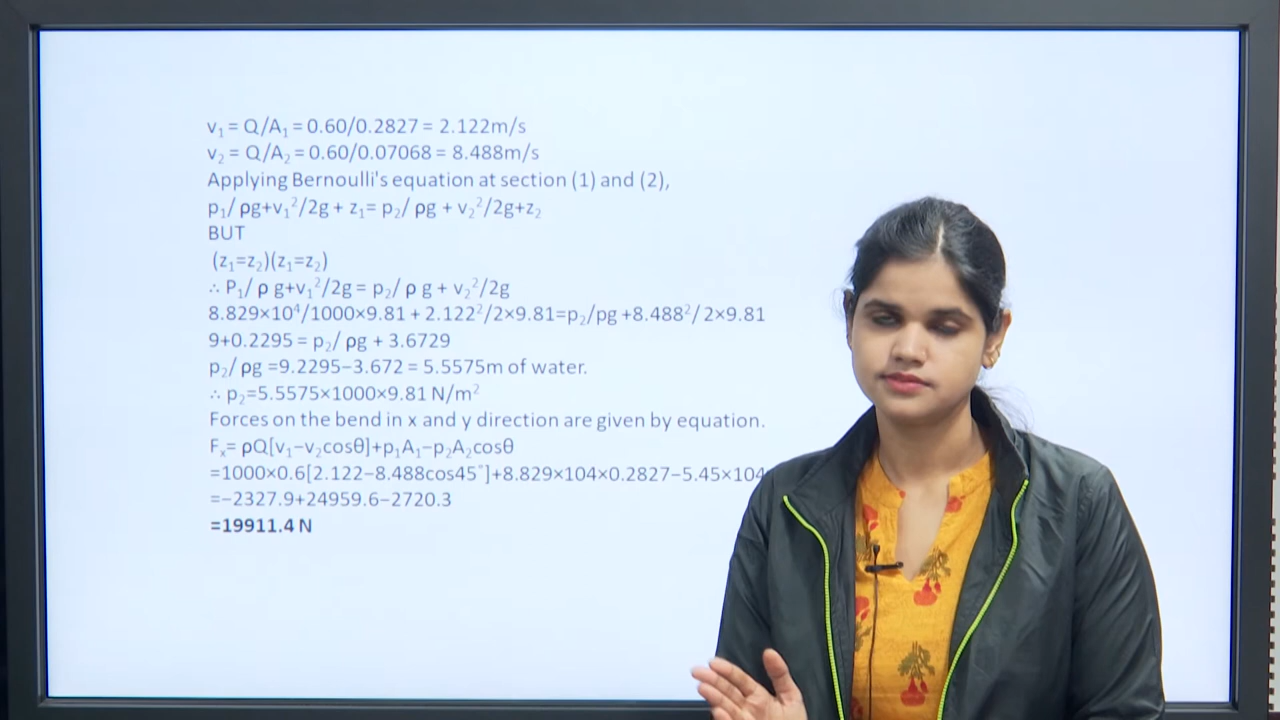 v₁ = Q/A₁ = 0.60/0.2827 = 2.122m/s
v₂ = Q/A₂ = 0.60/0.07068 = 8.488m/s
Applying Bernoulli's equation at section (1) and (2),
p₁/ ρg+v₁²/2g + z₁= p₂/ ρg + v₂²/2g+z₂
BUT
(z₁=z₂)(z₁=z₂)
∴ P₁/ ρ g+v₁²/2g = p₂/ ρ g + v₂²/2g
8.829×10⁴/1000×9.81 + 2.122²/2×9.81=p₂/pg +8.488²/ 2×9.81
9+0.2295 = p₂/ ρg + 3.6729
p₂/ ρg =9.2295−3.672 = 5.5575m of water.
∴ p₂=5.5575×1000×9.81 N/m²
Forces on the bend in x and y direction are given by equation.
Fₓ= ρQ[v₁−v₂cosθ]+p₁A₁−p₂A₂cosθ
=1000×0.6[2.122−8.488cos45°]+8.829×104×0.2827−5.45×104
=−2327.9+24959.6−2720.3
=19911.4 N